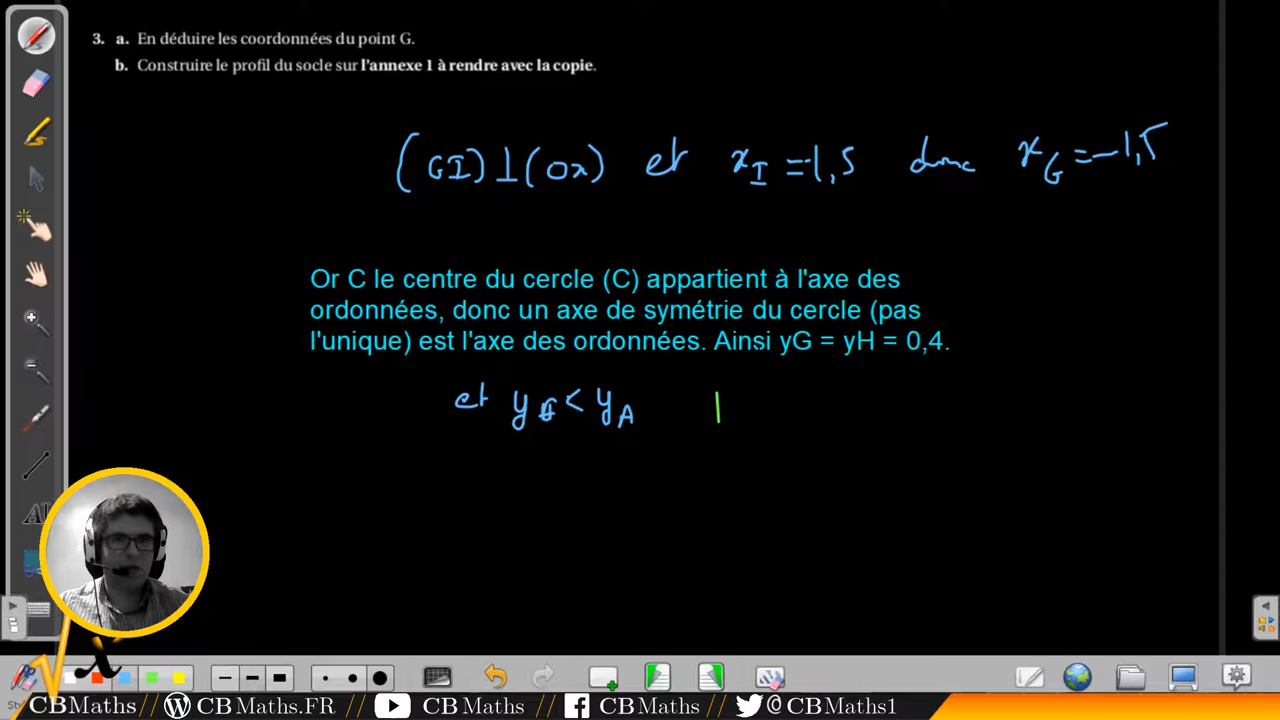 3. a. En déduire les coordonnées du point G.
b. Construire le profil du socle sur l'annexe 1 à rendre avec la copie.
(GI)⊥(Ox) et xI =-1,5 donc xG =-1,5
Or C le centre du cercle (C) appartient à l'axe des
ordonnées, donc un axe de symétrie du cercle (pas
l'unique) est l'axe des ordonnées. Ainsi yG = yH = 0,4.
et yG < yA
CBMaths CBMaths.FR CBMaths CBMaths @CBMaths1